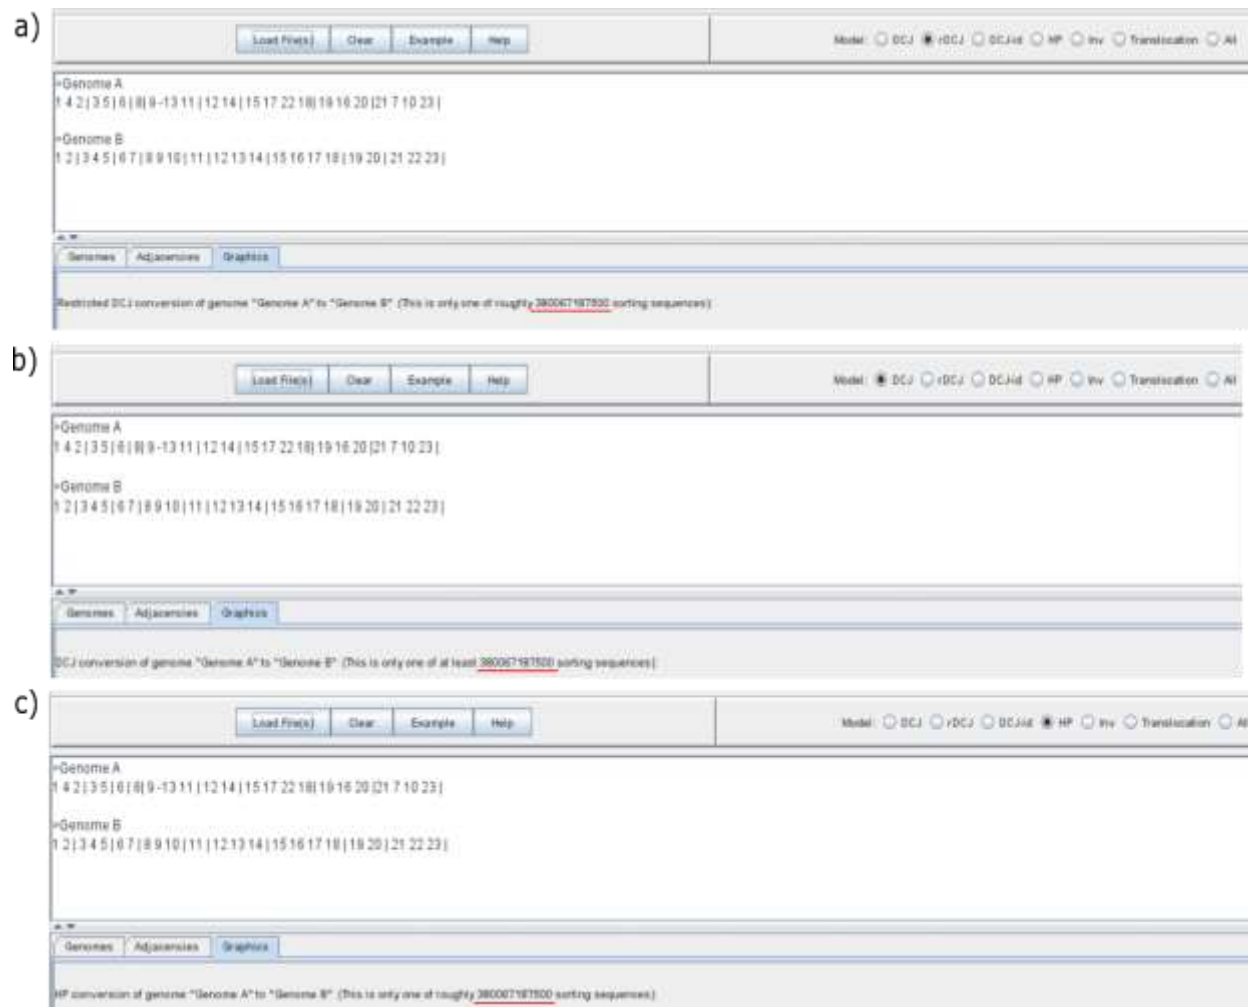 a)
Load File(s) Clear Example Help Model: DCJ rDCJ DCJ-id HP Inv Translocation All
>Genome A
1 4 2 | 3 5 | 6 | 8| 9 -13 11 | 12 14 | 15 17 22 18| 19 16 20 |21 7 10 23 |
>Genome B
1 2 | 3 4 5 | 6 7 | 8 9 10 | 11 | 12 13 14 | 15 16 17 18 | 19 20 | 21 22 23 |
Genomes Adjacencies Graphics
Restricted DCJ conversion of genome "Genome A" to "Genome B" (This is only one of roughly 380067187500 sorting sequences)
b)
Load File(s) Clear Example Help Model: DCJ rDCJ DCJ-id HP Inv Translocation All
>Genome A
1 4 2 | 3 5 | 6 | 8| 9 -13 11 | 12 14 | 15 17 22 18| 19 16 20 |21 7 10 23 |
>Genome B
1 2 | 3 4 5 | 6 7 | 8 9 10 | 11 | 12 13 14 | 15 16 17 18 | 19 20 | 21 22 23 |
Genomes Adjacencies Graphics
DCJ conversion of genome "Genome A" to "Genome B" (This is only one of at least 380067187500 sorting sequences)
c)
Load File(s) Clear Example Help Model: DCJ rDCJ DCJ-id HP Inv Translocation All
>Genome A
1 4 2 | 3 5 | 6 | 8| 9 -13 11 | 12 14 | 15 17 22 18| 19 16 20 |21 7 10 23 |
>Genome B
1 2 | 3 4 5 | 6 7 | 8 9 10 | 11 | 12 13 14 | 15 16 17 18 | 19 20 | 21 22 23 |
Genomes Adjacencies Graphics
HP conversion of genome "Genome A" to "Genome B" (This is only one of roughly 380067187500 sorting sequences)